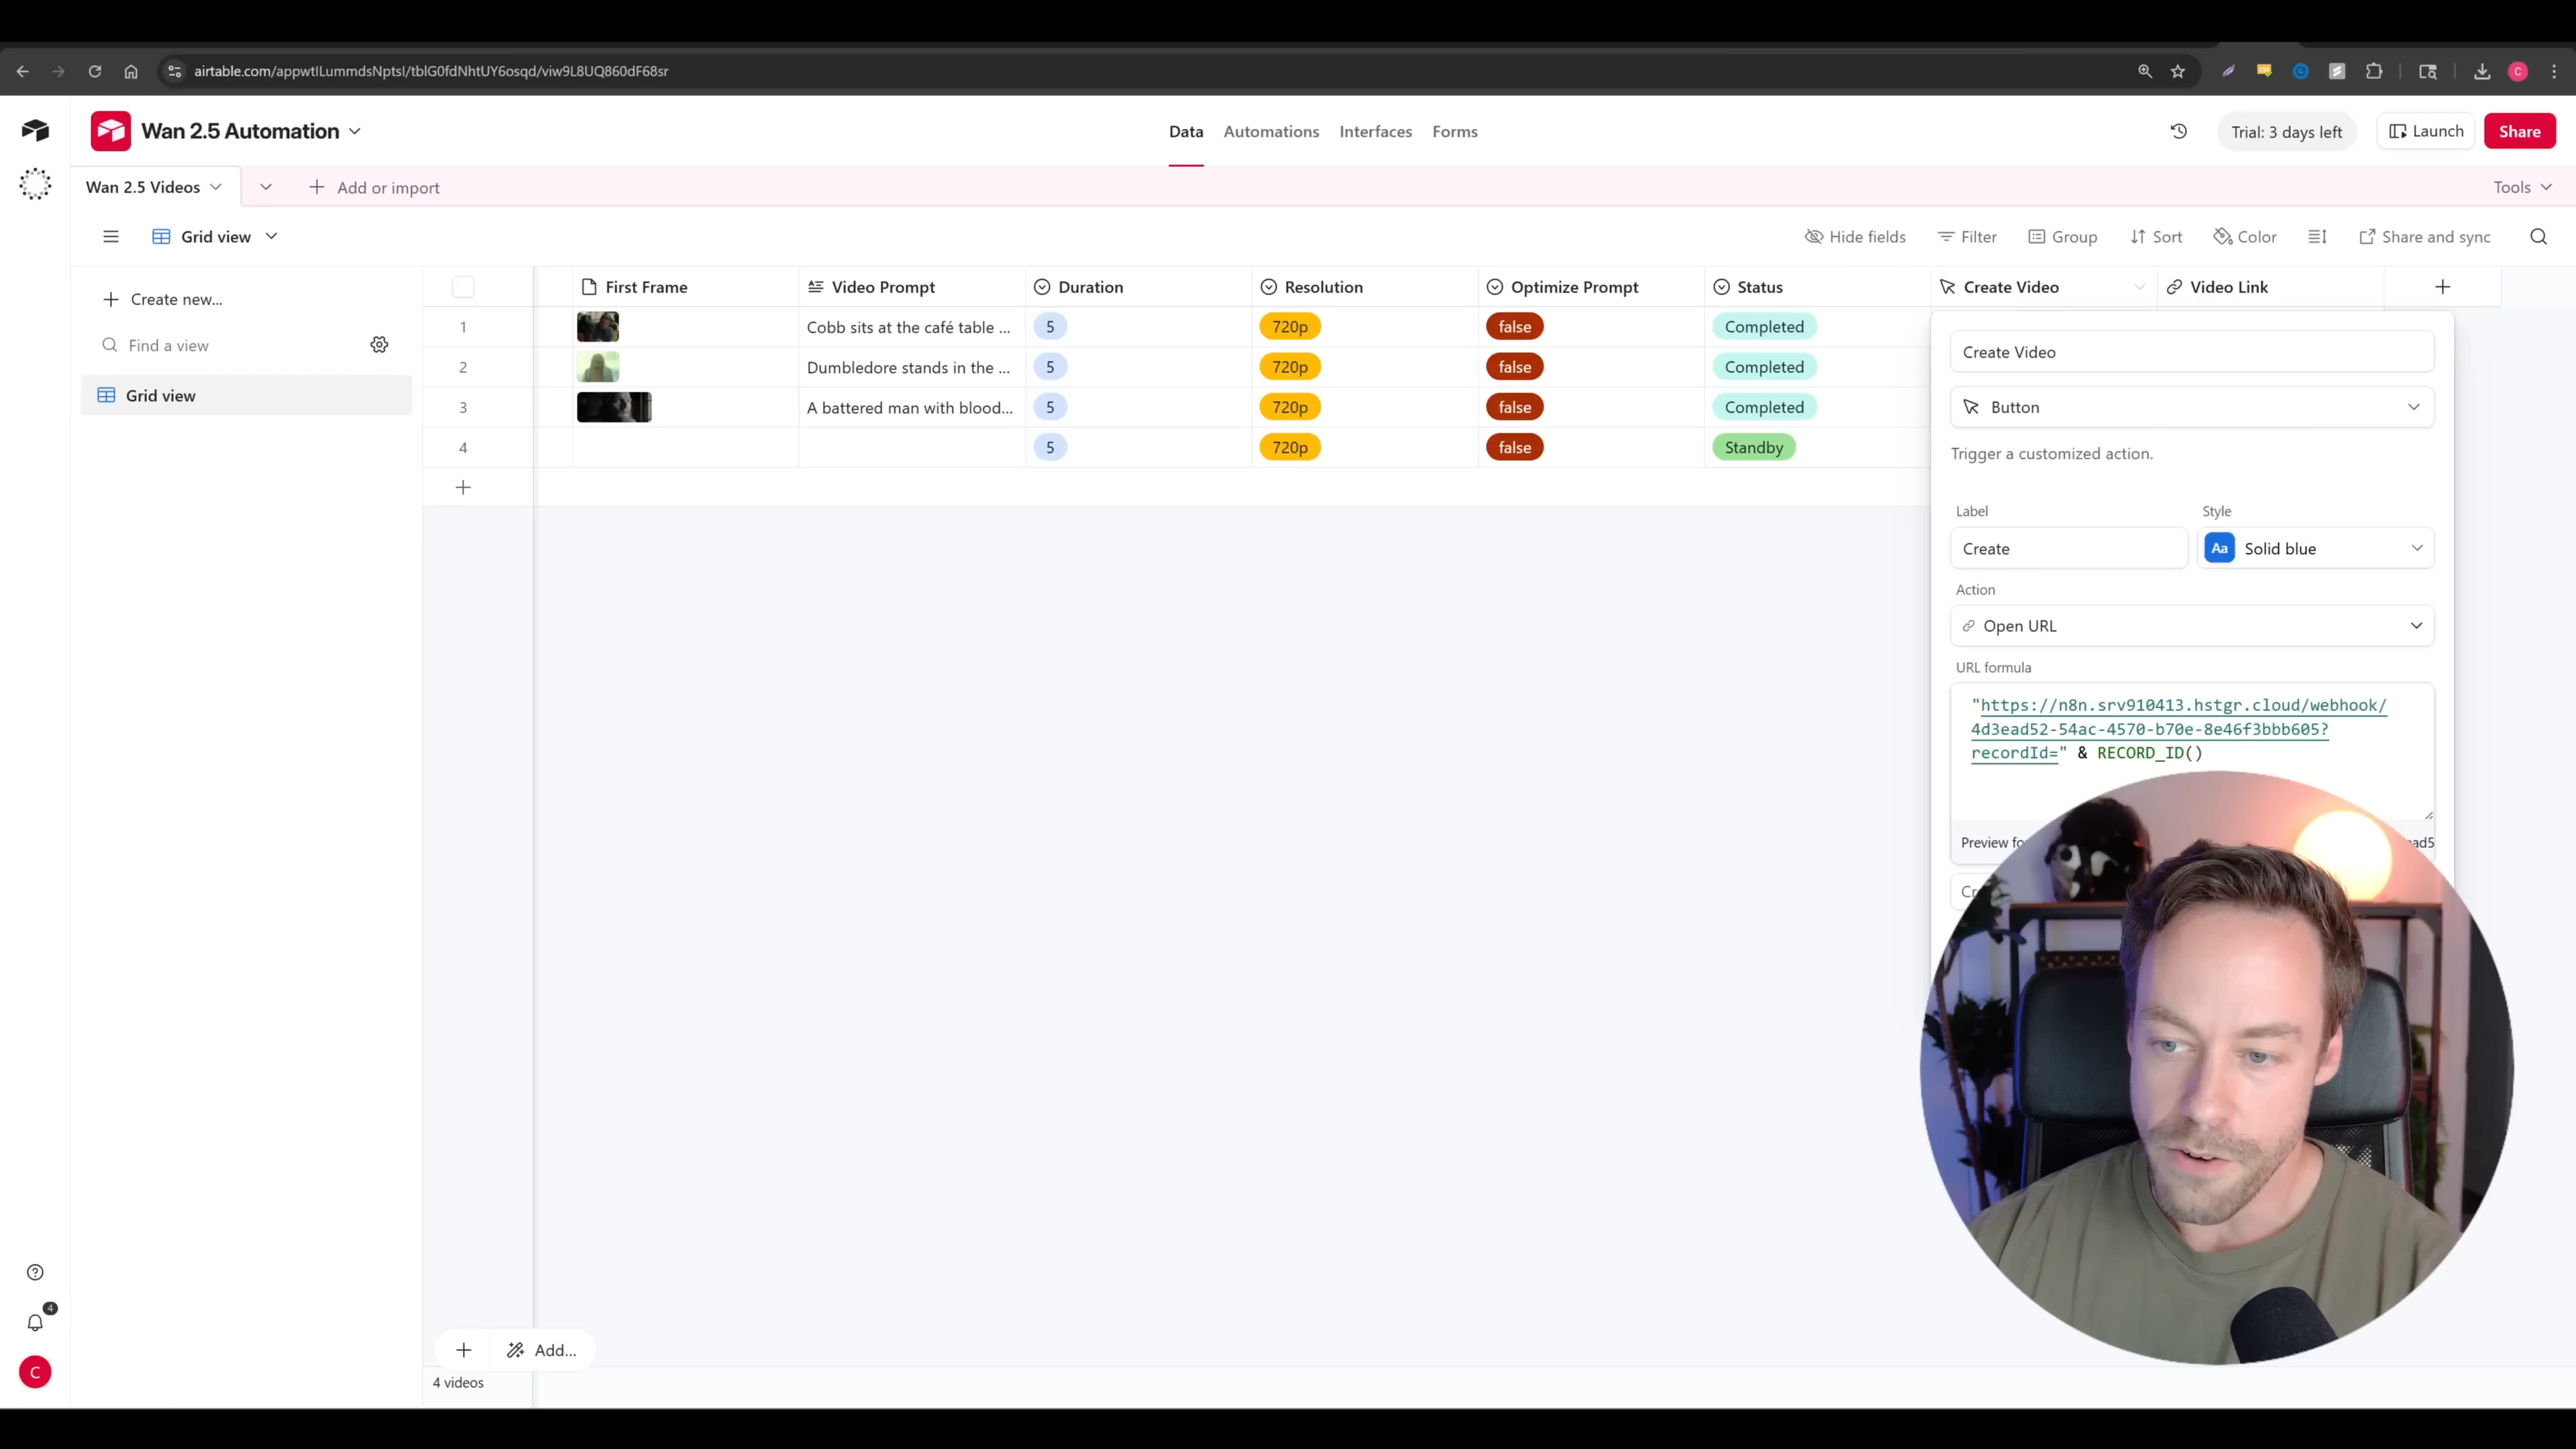 airtable.com/appwtILummdsNptsI/tblG0fdNhtUY6osqd/viw9L8UQ860dF68sr
C
Wan 2.5 Automation
Data
Automations
Interfaces
Forms
Trial: 3 days left
Launch
Share
Wan 2.5 Videos
Add or import
Tools
Grid view
Hide fields
Filter
Group
Sort
Color
Share and sync
Create new...
Find a view
Grid view
First Frame
Video Prompt
Duration
Resolution
Optimize Prompt
Status
Create Video
Video Link
1
Cobb sits at the café table ...
5
720p
false
Completed
2
Dumbledore stands in the ...
5
720p
false
Completed
3
A battered man with blood...
5
720p
false
Completed
4
5
720p
false
Standby
Create Video
Button
Trigger a customized action.
Label
Style
Create
Aa
Solid blue
Action
Open URL
URL formula
"https://n8n.srv910413.hstgr.cloud/webhook/
4d3ead52-54ac-4570-b70e-8e46f3bbb605?
recordId=" & RECORD_ID()
Preview
4
C
Add...
4 videos